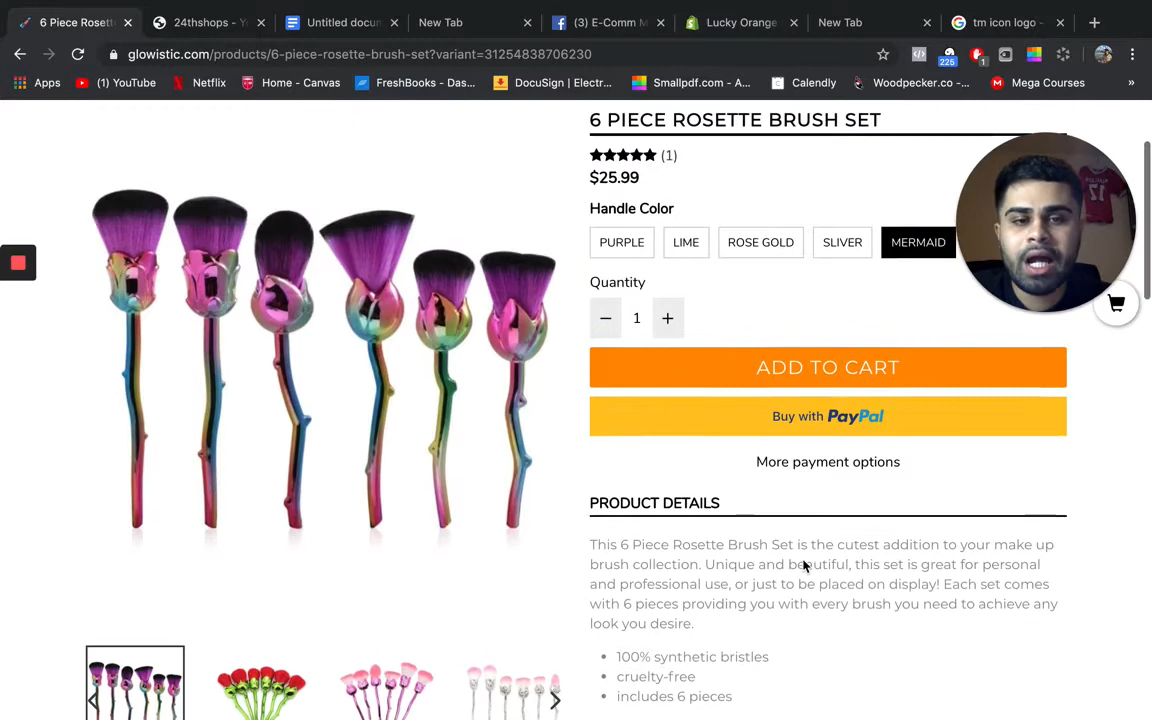 6 Piece Rosett
24thshops - Y
Untitled docum
New Tab
(3) E-Comm M
Lucky Orange
New Tab
tm icon logo -
glowistic.com/products/6-piece-rosette-brush-set?variant=31254838706230
225
1
Apps
(1) YouTube
Netflix
Home - Canvas
FreshBooks - Das...
DocuSign | Electr...
Smallpdf.com - A...
Calendly
Woodpecker.co -...
Mega Courses
»
6 PIECE ROSETTE BRUSH SET
(1)
$25.99
Handle Color
PURPLE
LIME
ROSE GOLD
SLIVER
MERMAID
17
Quantity
− 1 +
ADD TO CART
Buy with PayPal
More payment options
PRODUCT DETAILS
This 6 Piece Rosette Brush Set is the cutest addition to your make up
brush collection. Unique and beautiful, this set is great for personal
and professional use, or just to be placed on display! Each set comes
with 6 pieces providing you with every brush you need to achieve any
look you desire.
• 100% synthetic bristles
• cruelty-free
• includes 6 pieces